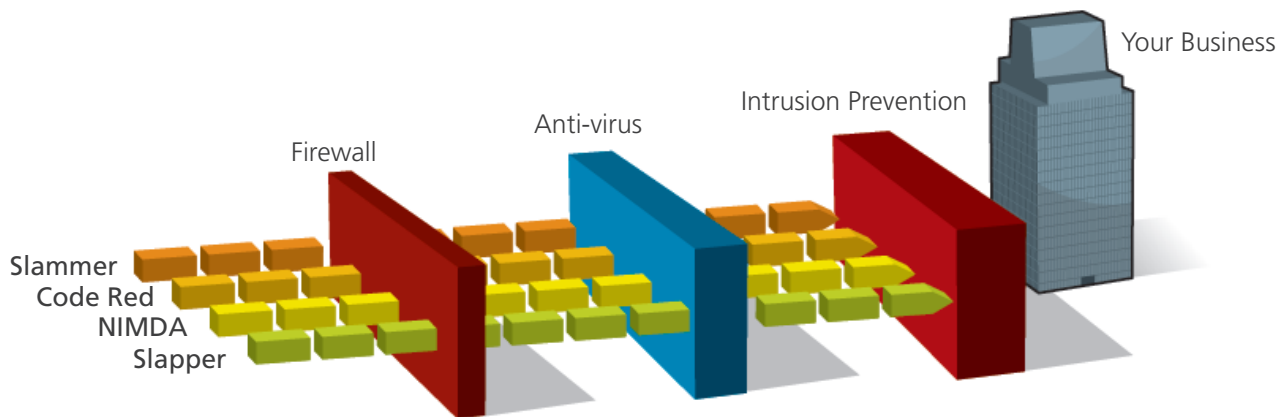 Your Business
Intrusion Prevention
Anti-virus
Firewall
Slammer
Code Red
NIMDA
Slapper